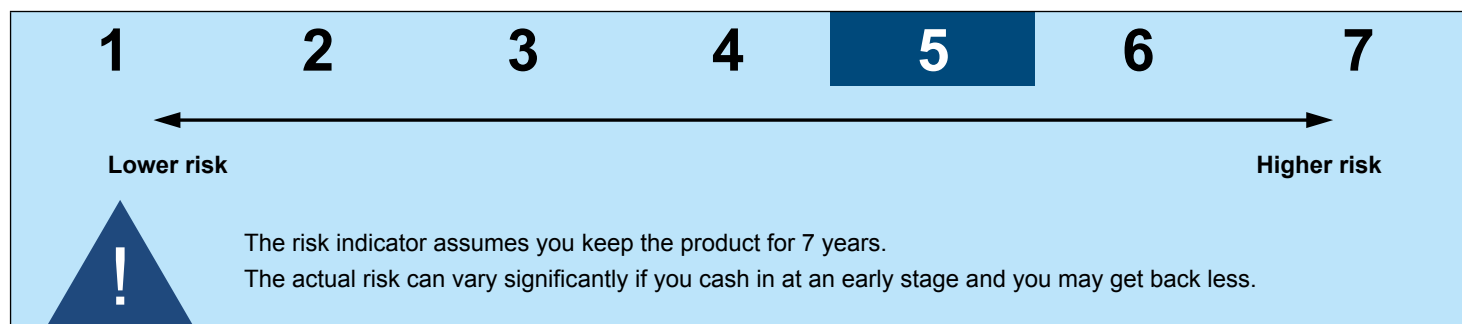 1 2 3 4 5 6 7
Lower risk Higher risk
!
The risk indicator assumes you keep the product for 7 years.
The actual risk can vary significantly if you cash in at an early stage and you may get back less.